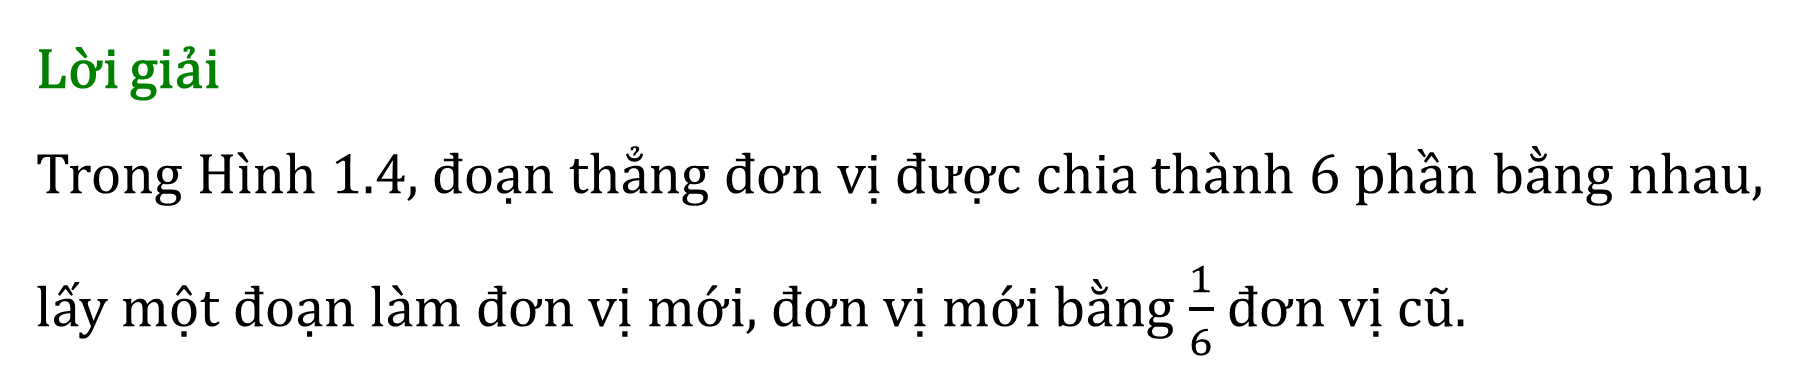 Lời giải
Trong Hình 1.4, đoạn thẳng đơn vị được chia thành 6 phần bằng nhau,
lấy một đoạn làm đơn vị mới, đơn vị mới bằng 1/6 đơn vị cũ.